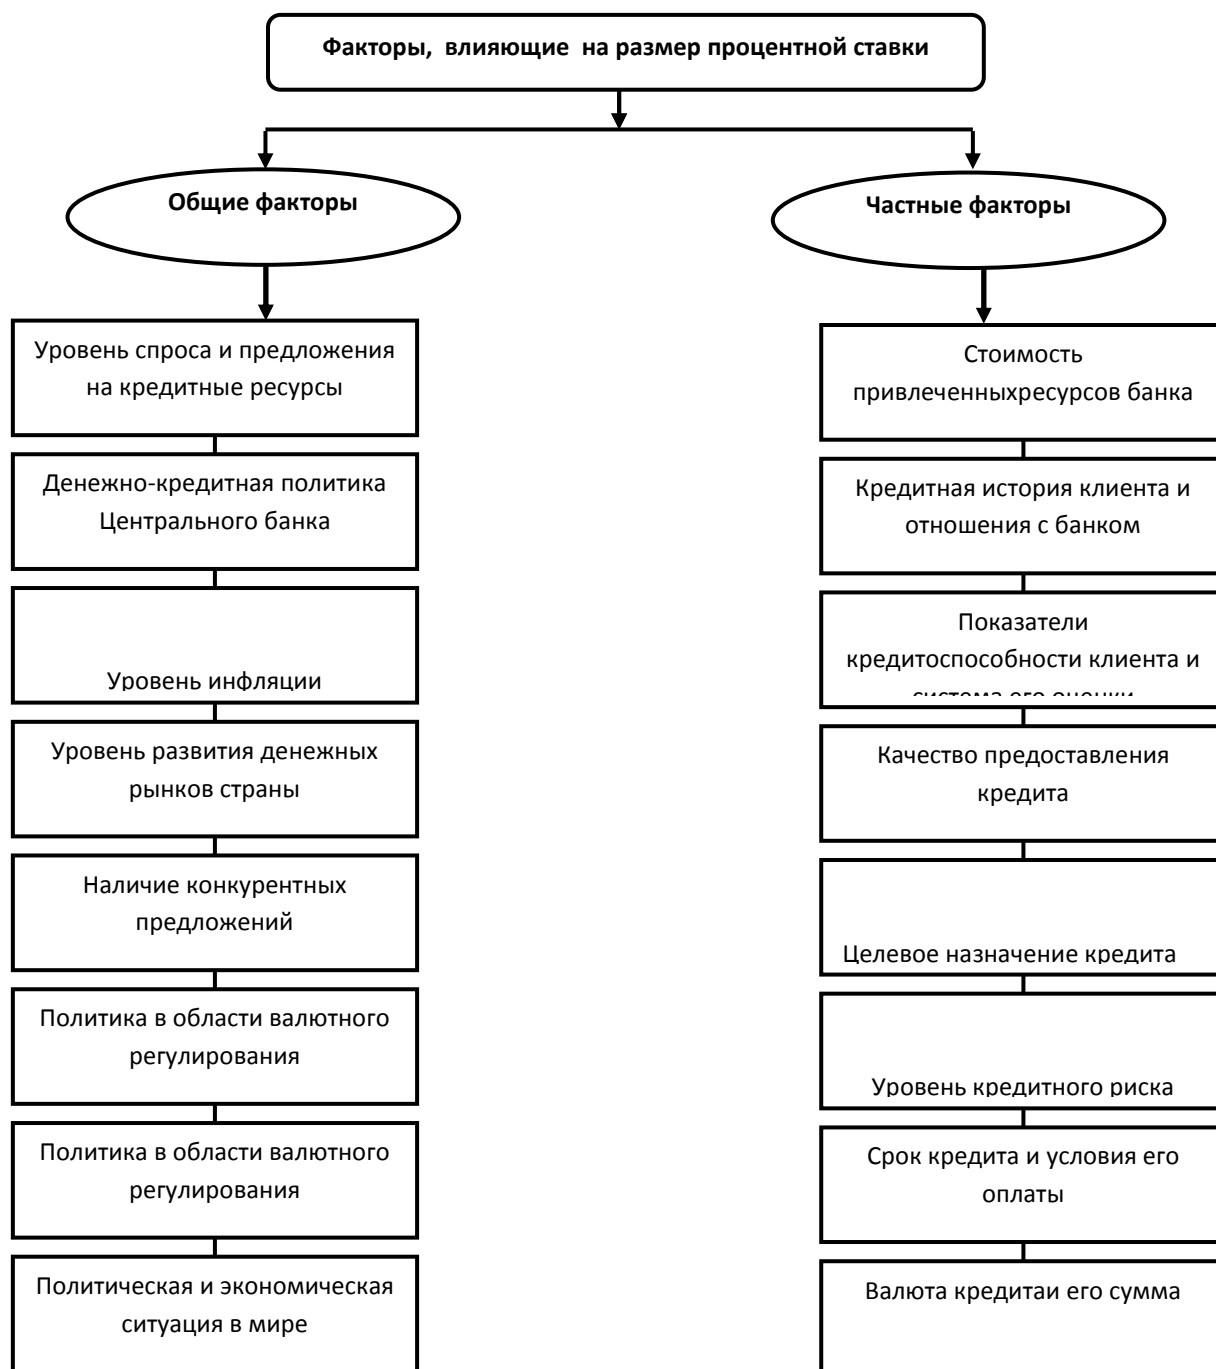 Факторы, влияющие на размер процентной ставки
Общие факторы
Уровень спроса и предложения
на кредитные ресурсы
Денежно-кредитная политика
Центрального банка
Уровень инфляции
Уровень развития денежных
рынков страны
Наличие конкурентных
предложений
Политика в области валютного
регулирования
Политика в области валютного
регулирования
Политическая и экономическая
ситуация в мире
Частные факторы
Стоимость
привлеченныхресурсов банка
Кредитная история клиента и
отношения с банком
Показатели
кредитоспособности клиента и
система его оценки
Качество предоставления
кредита
Целевое назначение кредита
Уровень кредитного риска
Срок кредита и условия его
оплаты
Валюта кредитаи его сумма